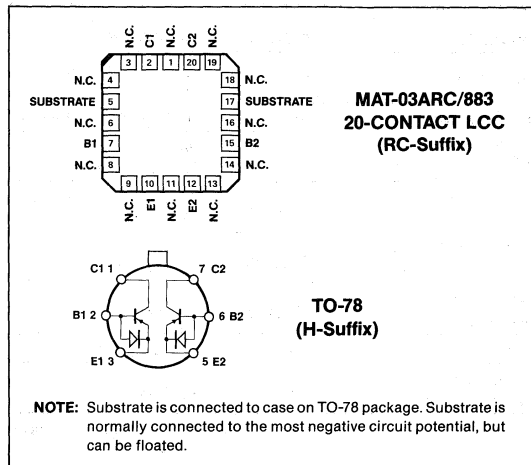 N.C. C1 N.C. C2 N.C.
3 2 1 20 19
N.C. 4 18 N.C.
SUBSTRATE 5 17 SUBSTRATE
N.C. 6 16 N.C.
B1 7 15 B2
N.C. 8 14 N.C.
9 10 11 12 13
N.C. E1 N.C. E2 N.C.
MAT-03ARC/883
20-CONTACT LCC
(RC-Suffix)
C1 1 7 C2
B1 2 6 B2
E1 3 5 E2
TO-78
(H-Suffix)
NOTE: Substrate is connected to case on TO-78 package. Substrate is
normally connected to the most negative circuit potential, but
can be floated.